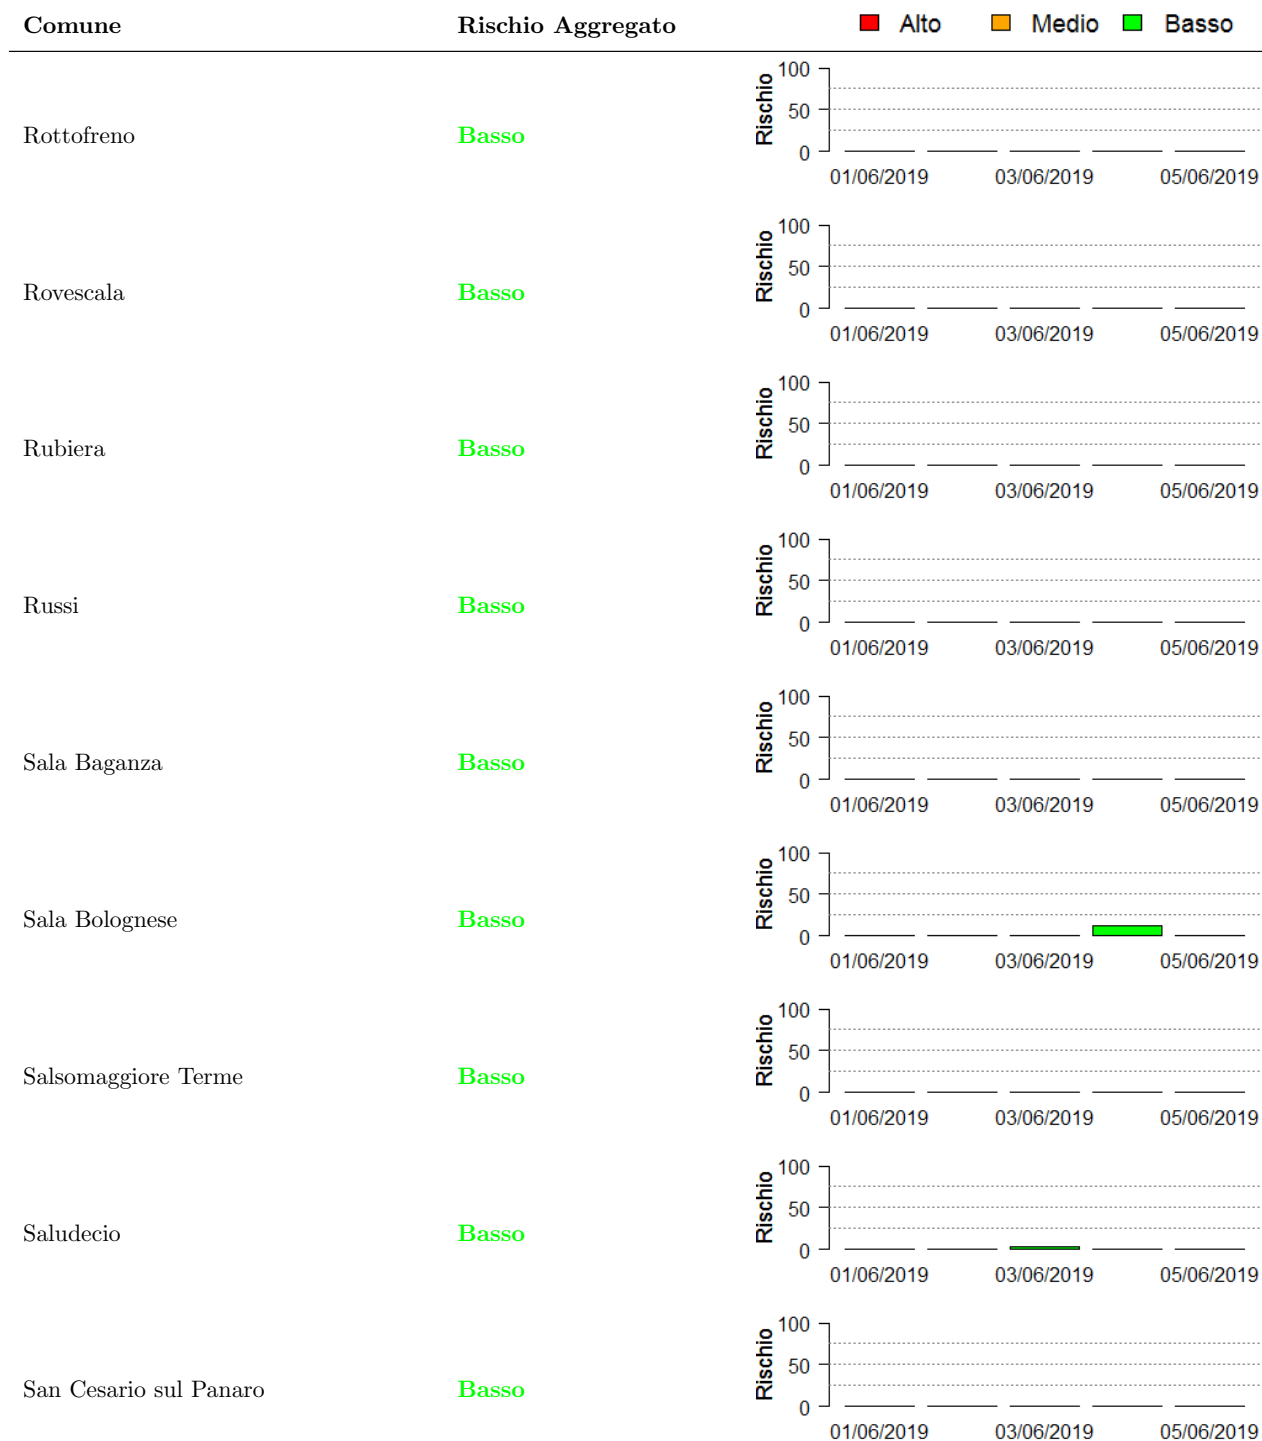 Comune Rischio Aggregato Alto Medio Basso
Rottofreno Basso
Rischio
100
50
0
01/06/2019 03/06/2019 05/06/2019
Rovescala Basso
Rischio
100
50
0
01/06/2019 03/06/2019 05/06/2019
Rubiera Basso
Rischio
100
50
0
01/06/2019 03/06/2019 05/06/2019
Russi Basso
Rischio
100
50
0
01/06/2019 03/06/2019 05/06/2019
Sala Baganza Basso
Rischio
100
50
0
01/06/2019 03/06/2019 05/06/2019
Sala Bolognese Basso
Rischio
100
50
0
01/06/2019 03/06/2019 05/06/2019
Salsomaggiore Terme Basso
Rischio
100
50
0
01/06/2019 03/06/2019 05/06/2019
Saludecio Basso
Rischio
100
50
0
01/06/2019 03/06/2019 05/06/2019
San Cesario sul Panaro Basso
Rischio
100
50
0
01/06/2019 03/06/2019 05/06/2019